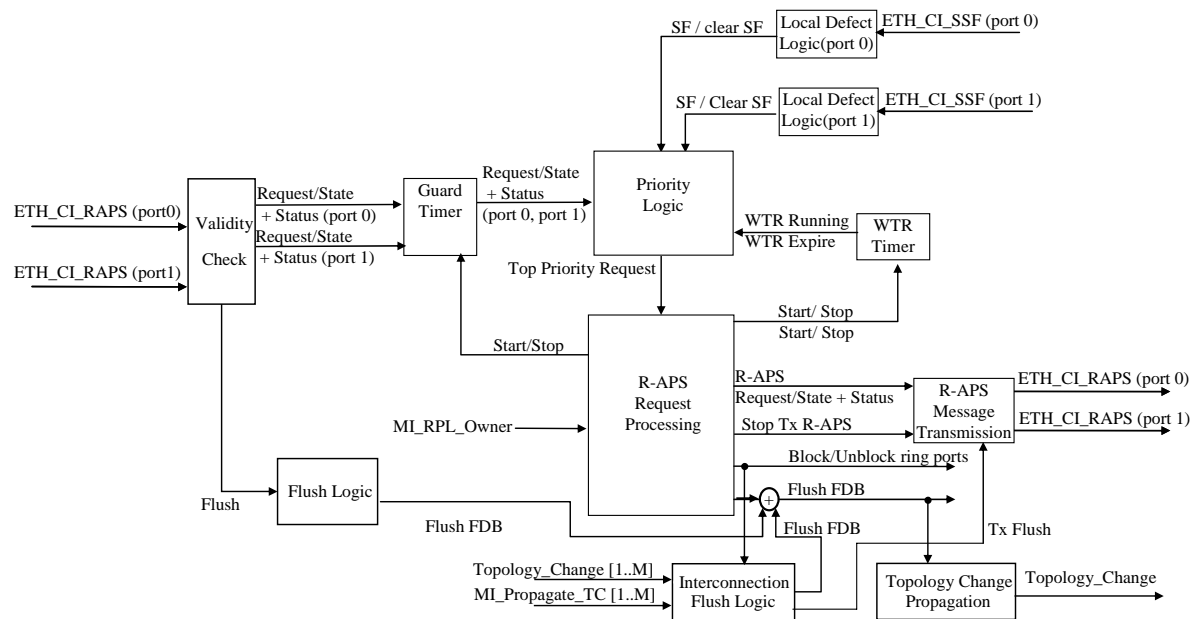 SF / clear SF
Local Defect
Logic(port 0)
ETH_CI_SSF (port 0)
SF / Clear SF
Local Defect
Logic(port 1)
ETH_CI_SSF (port 1)
ETH_CI_RAPS (port0)
ETH_CI_RAPS (port1)
Validity
Check
Request/State
+ Status (port 0)
Request/State
+ Status (port 1)
Guard
Timer
Request/State
+ Status
(port 0, port 1)
Priority
Logic
WTR Running
WTR Expire
WTR
Timer
Top Priority Request
Start/ Stop
Start/ Stop
Start/Stop
R-APS
Request
Processing
MI_RPL_Owner
R-APS
Request/State + Status
Stop Tx R-APS
R-APS
Message
Transmission
ETH_CI_RAPS (port 0)
ETH_CI_RAPS (port 1)
Block/Unblock ring ports
Flush
Flush Logic
Flush FDB
+
Flush FDB
Flush FDB
Tx Flush
Topology_Change [1..M]
MI_Propagate_TC [1..M]
Interconnection
Flush Logic
Topology Change
Propagation
Topology_Change